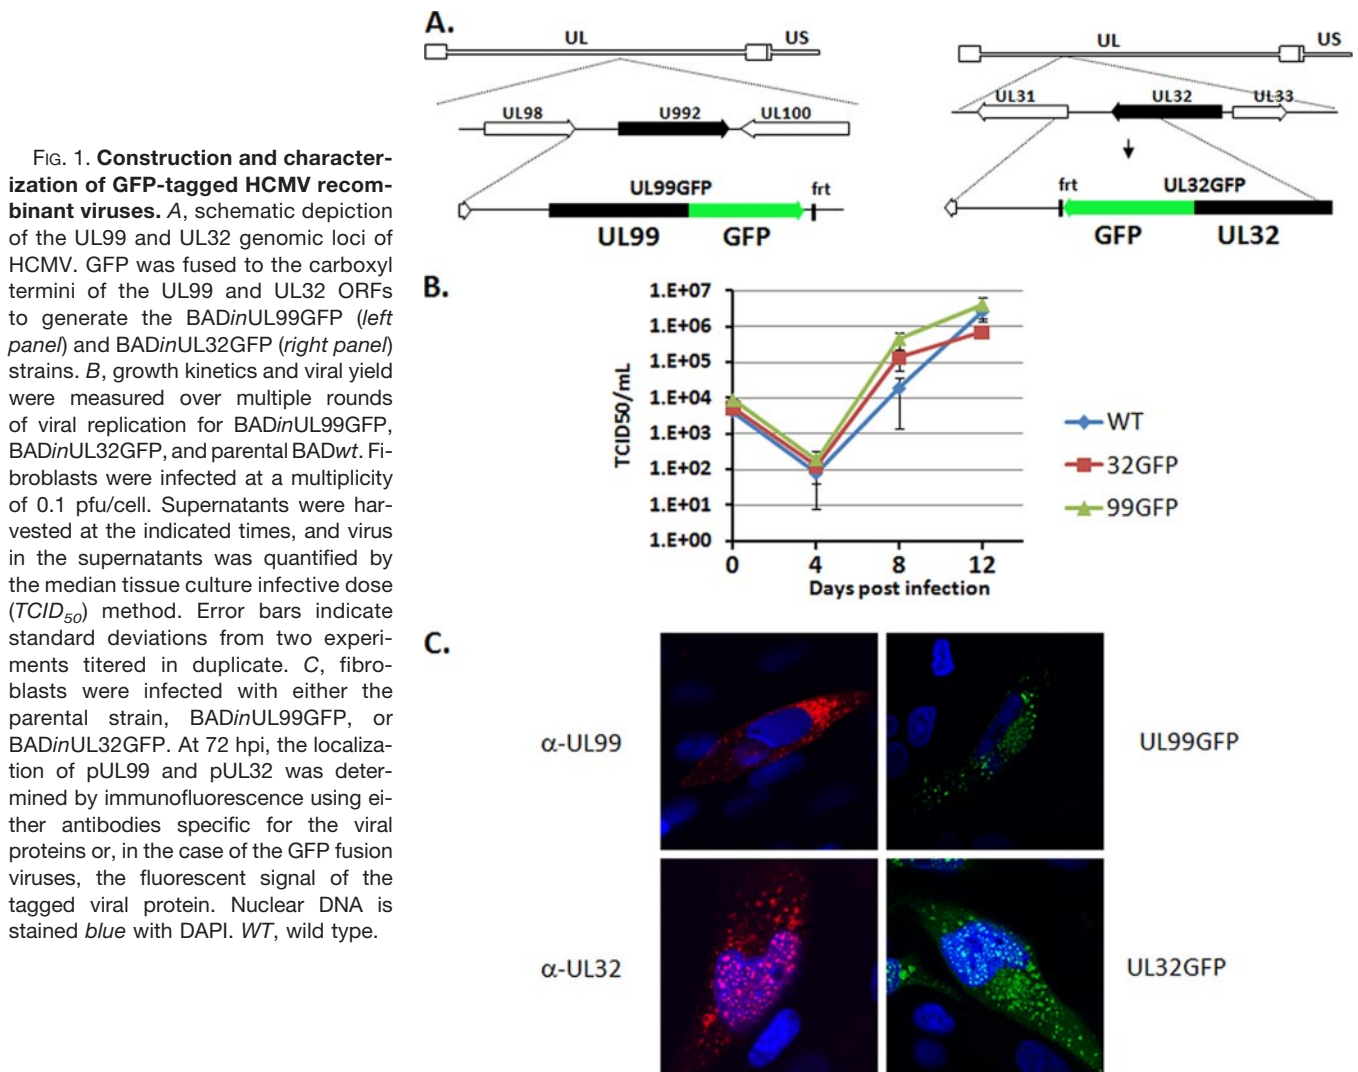 FIG. 1. Construction and character-
ization of GFP-tagged HCMV recom-
binant viruses. A, schematic depiction
of the UL99 and UL32 genomic loci of
HCMV. GFP was fused to the carboxyl
termini of the UL99 and UL32 ORFs
to generate the BADinUL99GFP (left
panel) and BADinUL32GFP (right panel)
strains. B, growth kinetics and viral yield
were measured over multiple rounds
of viral replication for BADinUL99GFP,
BADinUL32GFP, and parental BADwt. Fi-
broblasts were infected at a multiplicity
of 0.1 pfu/cell. Supernatants were har-
vested at the indicated times, and virus
in the supernatants was quantified by
the median tissue culture infective dose
(TCID50) method. Error bars indicate
standard deviations from two experi-
ments titered in duplicate. C, fibro-
blasts were infected with either the
parental strain, BADinUL99GFP, or
BADinUL32GFP. At 72 hpi, the localiza-
tion of pUL99 and pUL32 was deter-
mined by immunofluorescence using ei-
ther antibodies specific for the viral
proteins or, in the case of the GFP fusion
viruses, the fluorescent signal of the
tagged viral protein. Nuclear DNA is
stained blue with DAPI. WT, wild type.
A.
UL US
UL98 U992 UL100
UL99GFP frt
UL99 GFP
UL US
UL31 UL32 UL33
frt UL32GFP
GFP UL32
B.
TCID50/mL
1.E+07
1.E+06
1.E+05
1.E+04
1.E+03
1.E+02
1.E+01
1.E+00
0 4 8 12
Days post infection
WT
32GFP
99GFP
C.
α-UL99 UL99GFP
α-UL32 UL32GFP